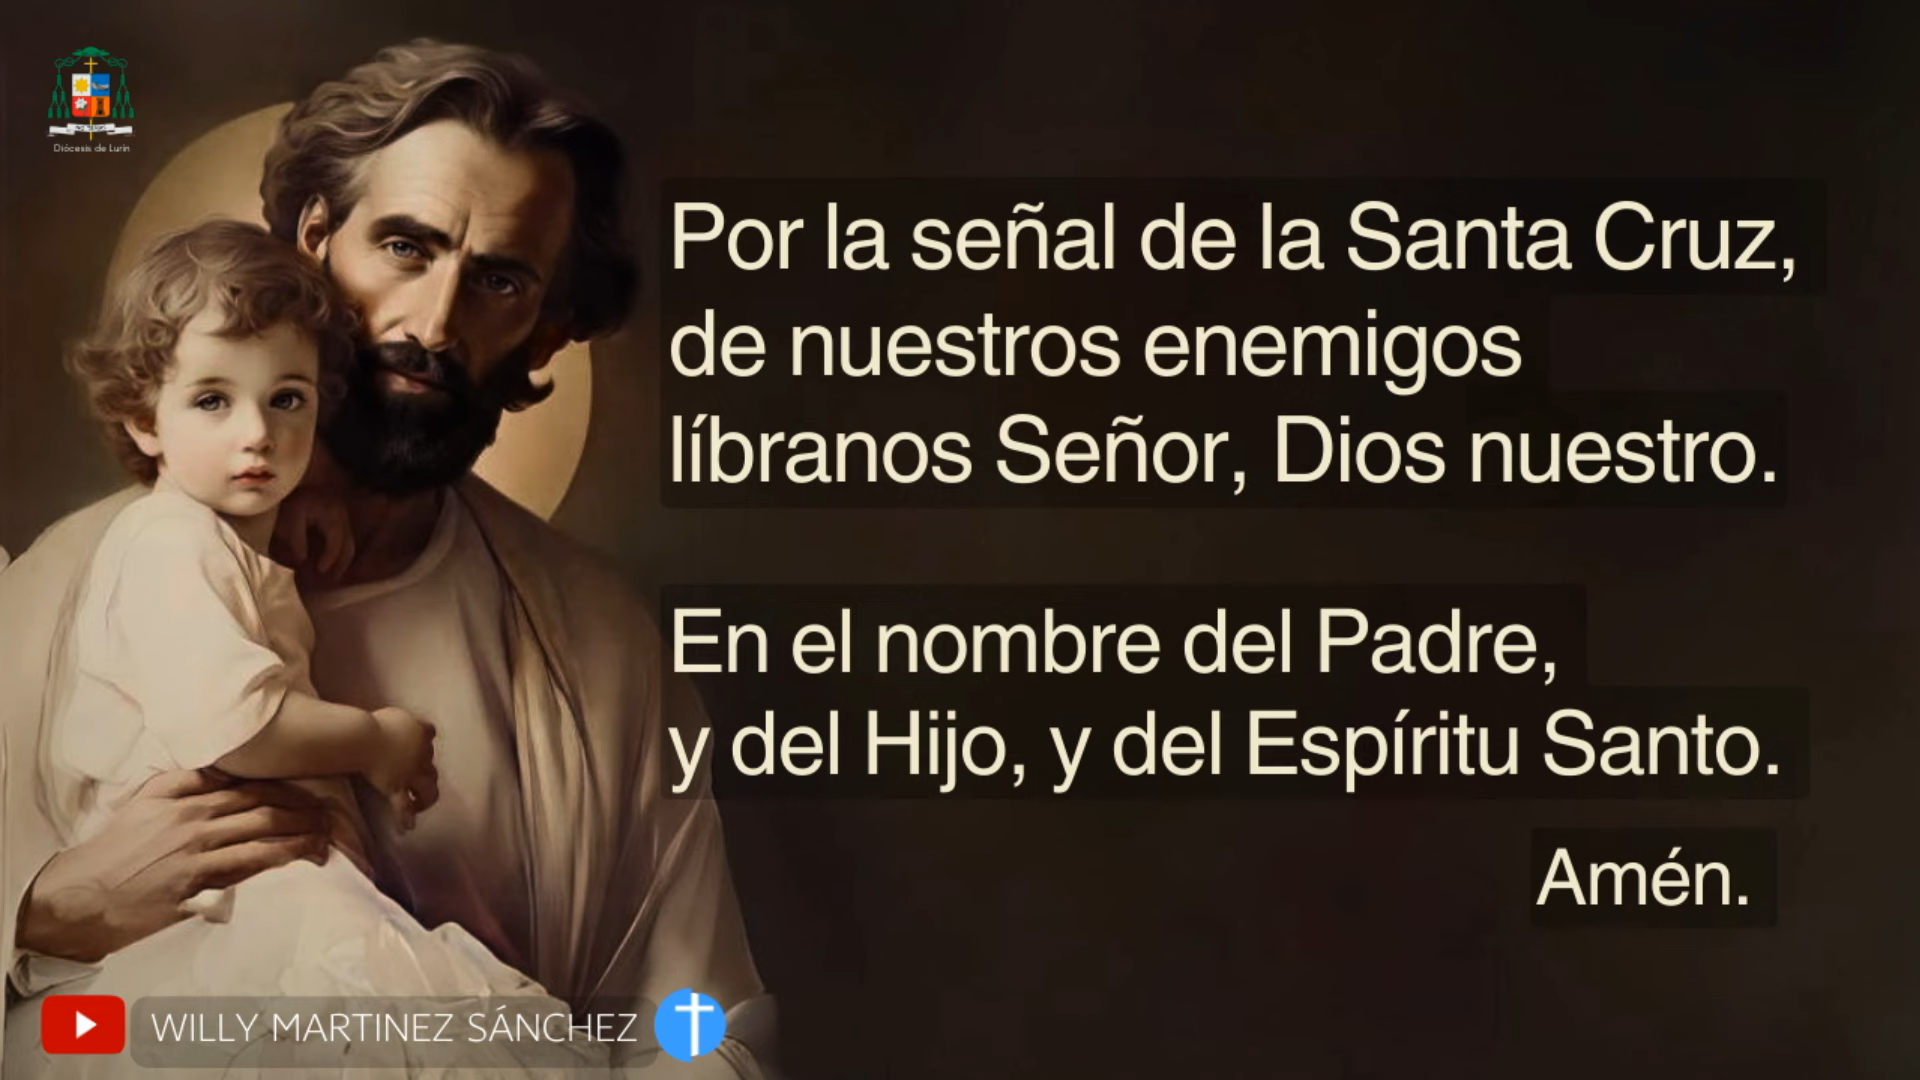 Diócesis de Lurín
Por la señal de la Santa Cruz,
de nuestros enemigos
líbranos Señor, Dios nuestro.
En el nombre del Padre,
y del Hijo, y del Espíritu Santo.
Amén.
WILLY MARTINEZ SÁNCHEZ